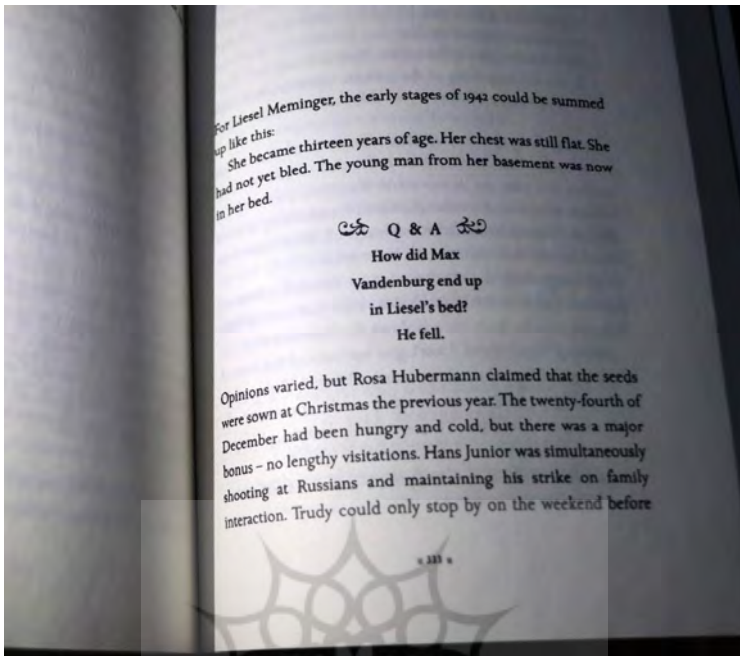 For Liesel Meminger, the early stages of 1942 could be summed
up like this:
She became thirteen years of age. Her chest was still flat. She
had not yet bled. The young man from her basement was now
in her bed.
Q & A
How did Max
Vandenburg end up
in Liesel's bed?
He fell.
Opinions varied, but Rosa Hubermann claimed that the seeds
were sown at Christmas the previous year. The twenty-fourth of
December had been hungry and cold, but there was a major
bonus – no lengthy visitations. Hans Junior was simultaneously
shooting at Russians and maintaining his strike on family
interaction. Trudy could only stop by on the weekend before